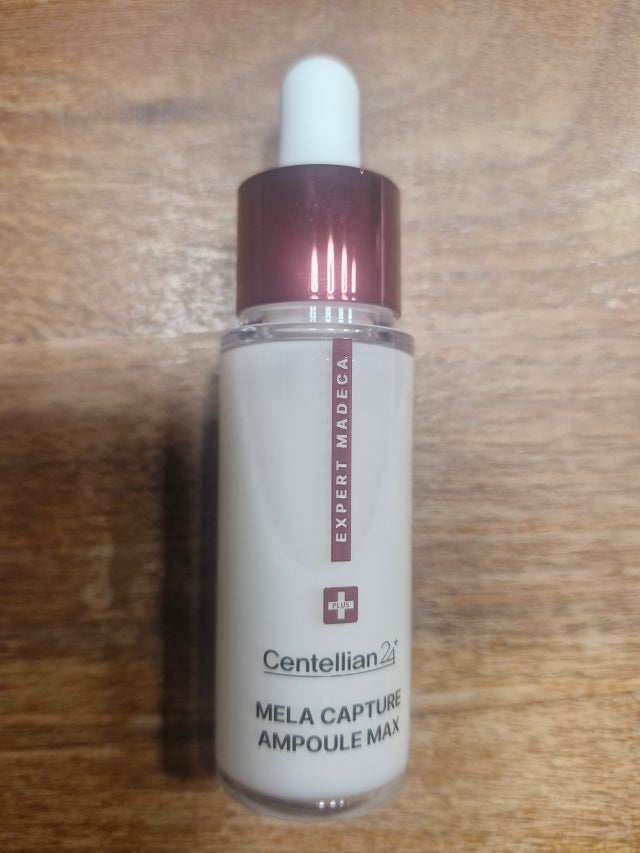 EXPERT MADECA
PLUS
Centellian24+
MELA CAPTURE
AMPOULE MAX